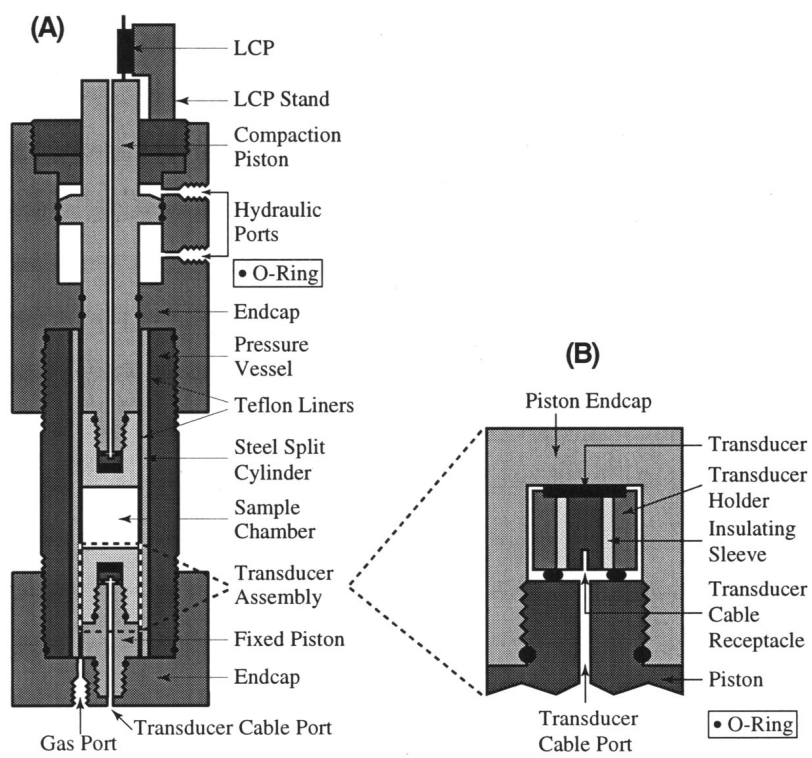 (A)
LCP
LCP Stand
Compaction
Piston
Hydraulic
Ports
• O-Ring
Endcap
Pressure
Vessel
Teflon Liners
Steel Split
Cylinder
Sample
Chamber
Transducer
Assembly
Fixed Piston
Endcap
Transducer Cable Port
Gas Port
(B)
Piston Endcap
Transducer
Transducer
Holder
Insulating
Sleeve
Transducer
Cable
Receptacle
Piston
Transducer
Cable Port
• O-Ring